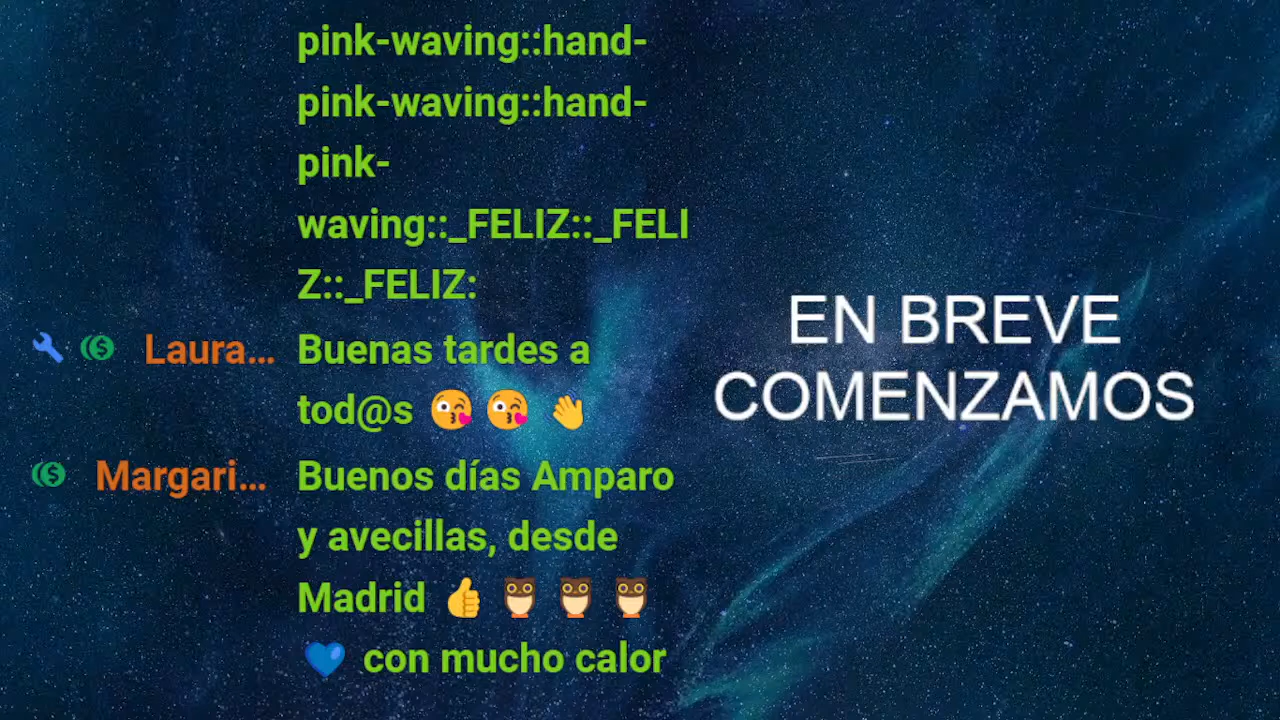 pink-waving::hand-
pink-waving::hand-
pink-
waving::_FELIZ::_FELI
Z::_FELIZ:
Laura... Buenas tardes a
tod@s 😘 😘 👋
Margari... Buenos días Amparo
y avecillas, desde
Madrid 👍 🦉 🦉 🦉
💙 con mucho calor
EN BREVE
COMENZAMOS